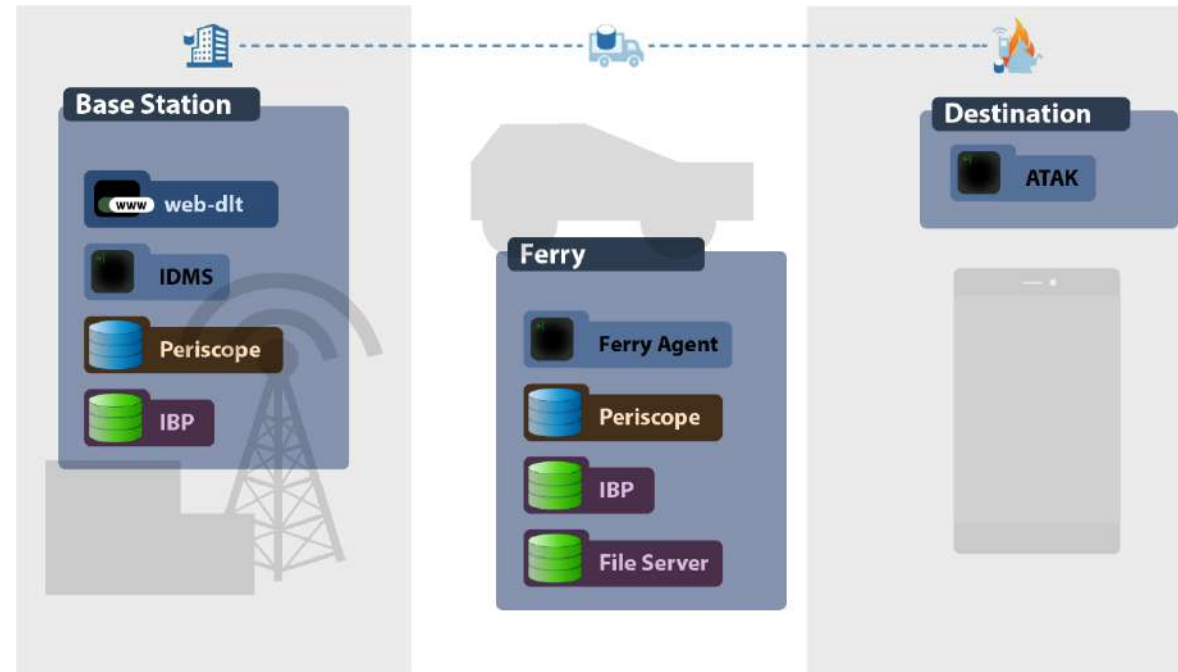 Base Station
www web-dlt
IDMS
Periscope
IBP
Ferry
Ferry Agent
Periscope
IBP
File Server
Destination
ATAK